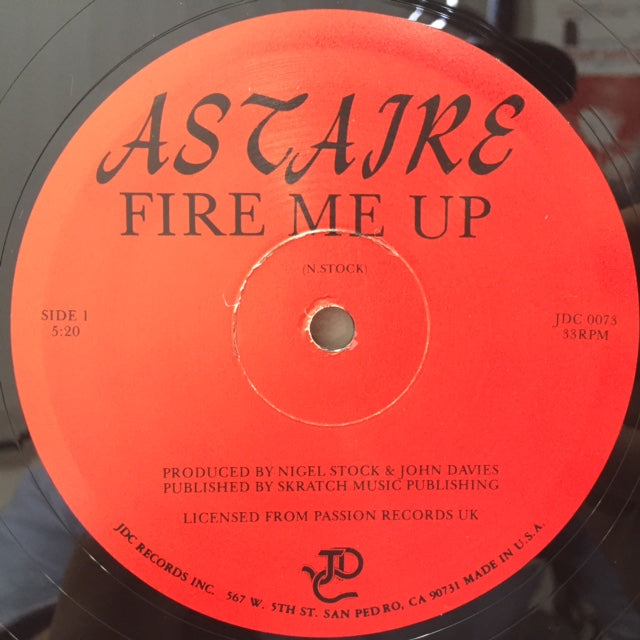 ASTAIRE
FIRE ME UP
(N.STOCK)
SIDE 1
5:20
JDC 0073
33RPM
PRODUCED BY NIGEL STOCK & JOHN DAVIES
PUBLISHED BY SKRATCH MUSIC PUBLISHING
LICENSED FROM PASSION RECORDS UK
JDC
JDC RECORDS INC. 567 W. 5TH ST. SAN PEDRO, CA 90731 MADE IN U.S.A.